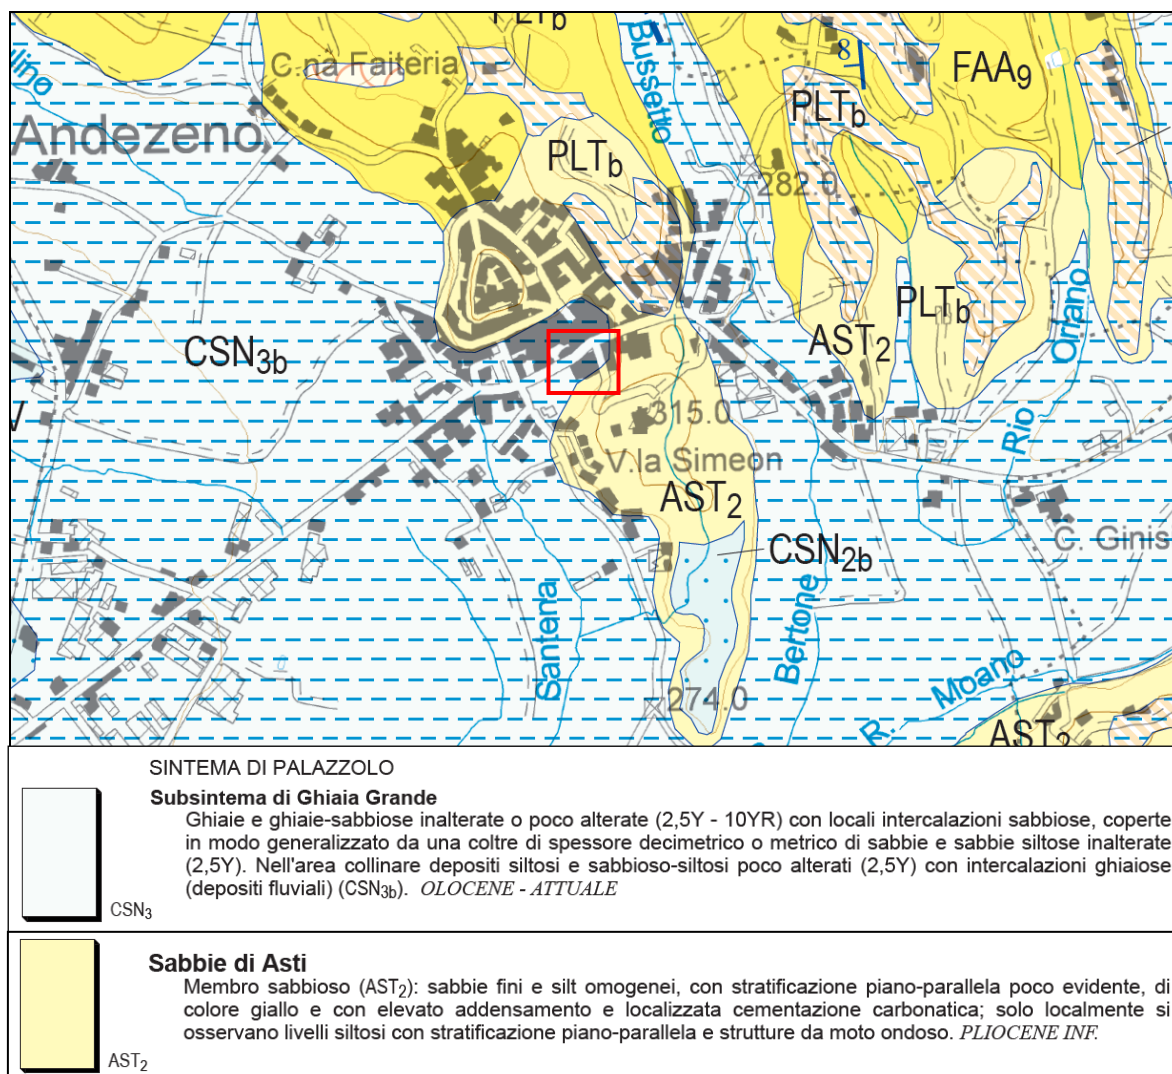 PLTb
Bussetto
8
FAA9
C.na Faiteria
PLTb
Andezeno
PLTb
282.0
PLTb
Oriano
AST2
CSN3b
Rio
315.0
V.la Simeon
AST2
CSN2b
C. Ginis
Santena
Bertone
Moano
R.
274.0
AST2
SINTEMA DI PALAZZOLO
Subsintema di Ghiaia Grande
Ghiaie e ghiaie-sabbiose inalterate o poco alterate (2,5Y - 10YR) con locali intercalazioni sabbiose, coperte
in modo generalizzato da una coltre di spessore decimetrico o metrico di sabbie e sabbie siltose inalterate
(2,5Y). Nell'area collinare depositi siltosi e sabbioso-siltosi poco alterati (2,5Y) con intercalazioni ghiaiose
(depositi fluviali) (CSN3b). OLOCENE - ATTUALE
CSN3
Sabbie di Asti
Membro sabbioso (AST2): sabbie fini e silt omogenei, con stratificazione piano-parallela poco evidente, di
colore giallo e con elevato addensamento e localizzata cementazione carbonatica; solo localmente si
osservano livelli siltosi con stratificazione piano-parallela e strutture da moto ondoso. PLIOCENE INF.
AST2